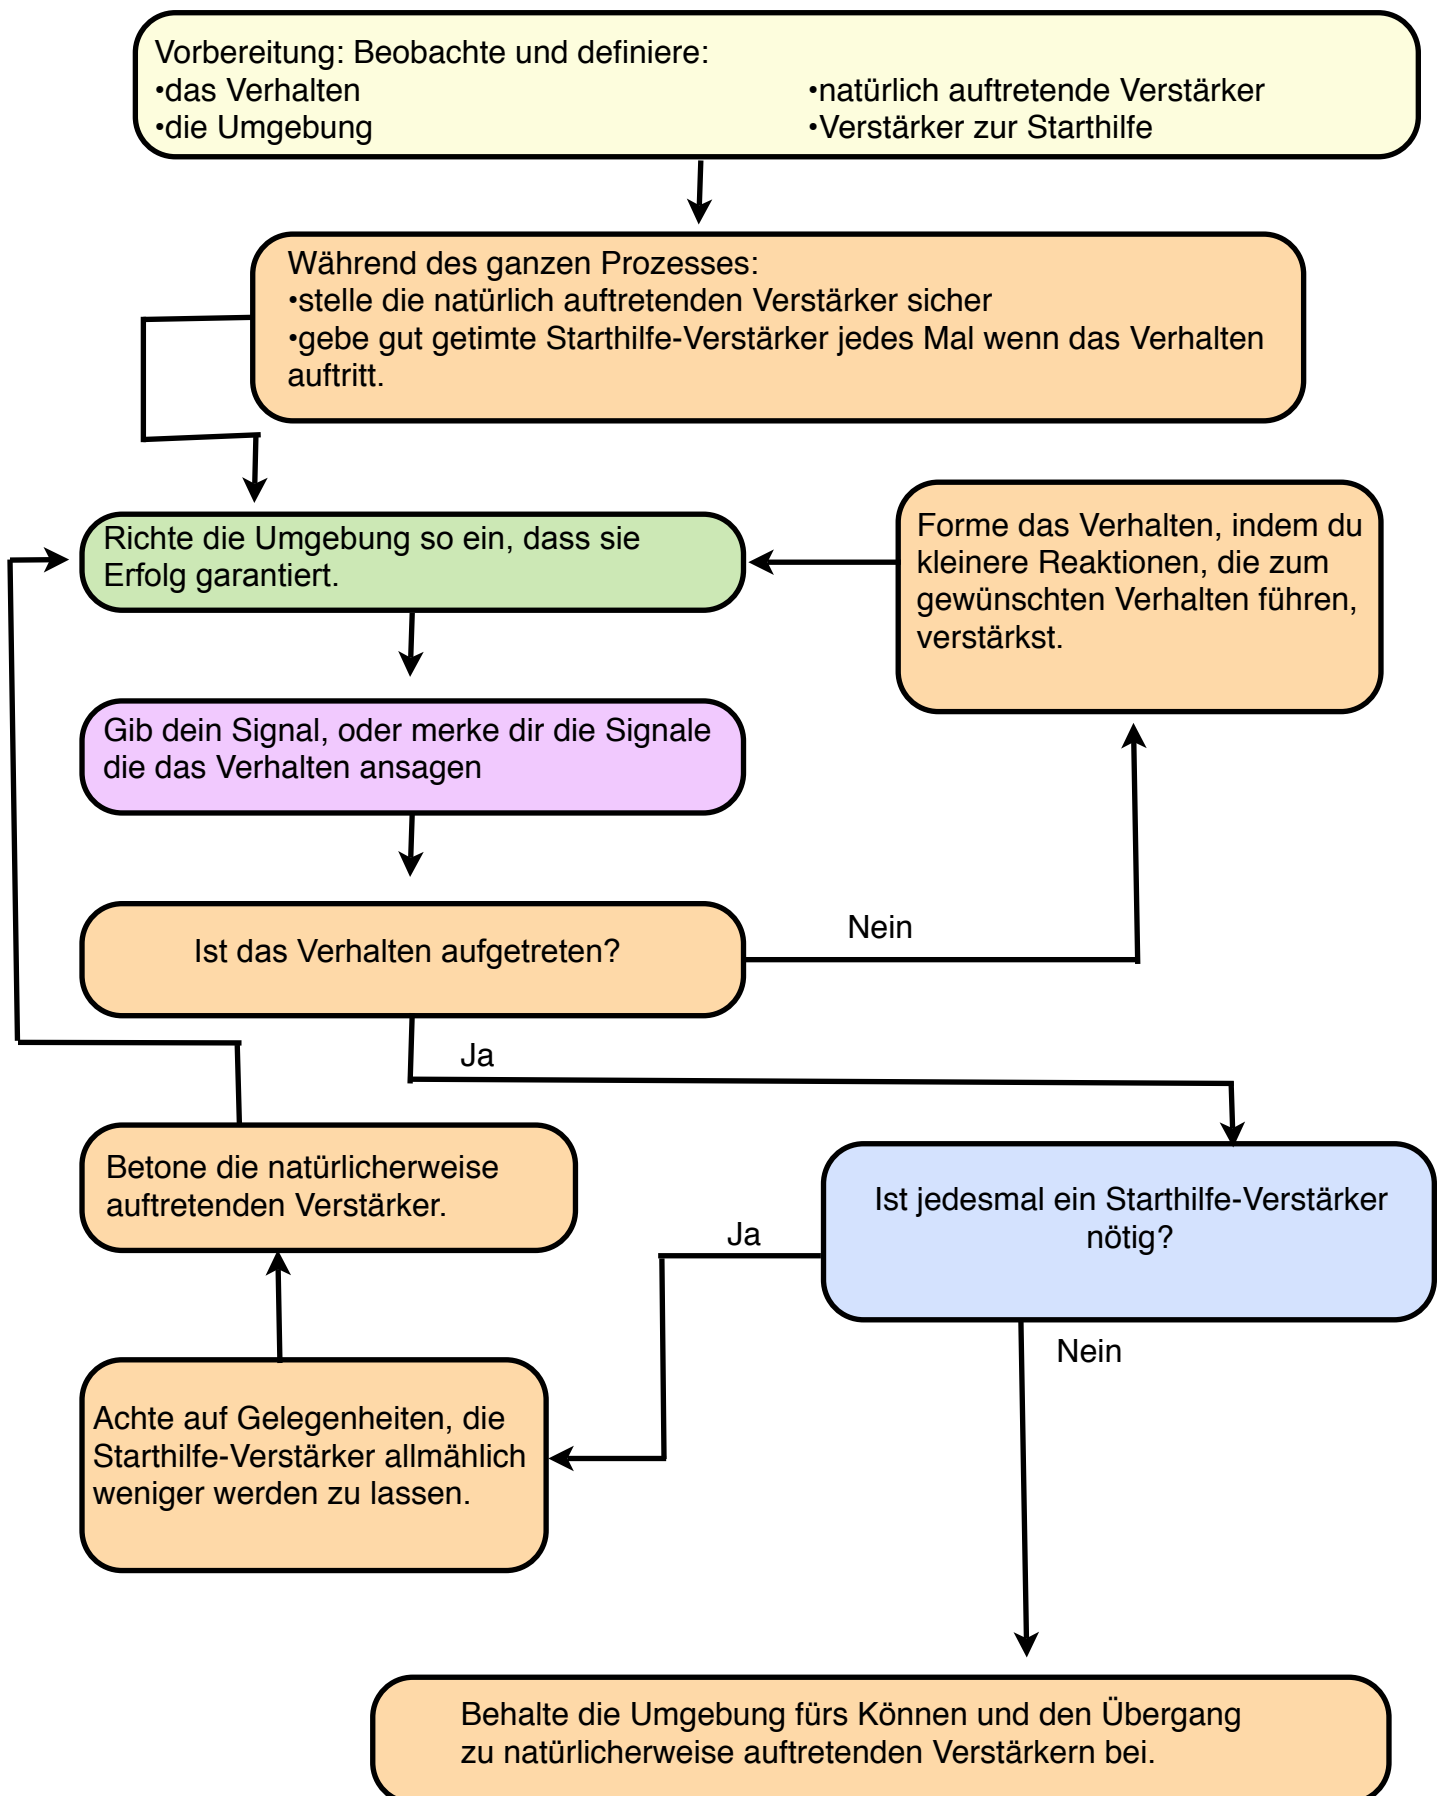 Vorbereitung: Beobachte und definiere:
•das Verhalten
•die Umgebung
•natürlich auftretende Verstärker
•Verstärker zur Starthilfe
Während des ganzen Prozesses:
•stelle die natürlich auftretenden Verstärker sicher
•gebe gut getimte Starthilfe-Verstärker jedes Mal wenn das Verhalten
auftritt.
Richte die Umgebung so ein, dass sie
Erfolg garantiert.
Forme das Verhalten, indem du
kleinere Reaktionen, die zum
gewünschten Verhalten führen,
verstärkst.
Gib dein Signal, oder merke dir die Signale
die das Verhalten ansagen
Ist das Verhalten aufgetreten?
Nein
Ja
Betone die natürlicherweise
auftretenden Verstärker.
Ist jedesmal ein Starthilfe-Verstärker
nötig?
Ja
Nein
Achte auf Gelegenheiten, die
Starthilfe-Verstärker allmählich
weniger werden zu lassen.
Behalte die Umgebung fürs Können und den Übergang
zu natürlicherweise auftretenden Verstärkern bei.